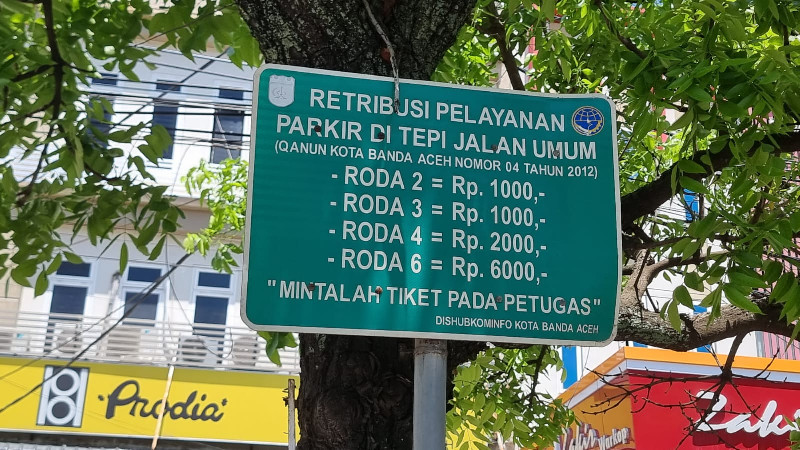 RETRIBUSI PELAYANAN
PARKIR DI TEPI JALAN UMUM
(QANUN KOTA BANDA ACEH NOMOR 04 TAHUN 2012)
- RODA 2 = Rp. 1000,-
- RODA 3 = Rp. 1000,-
- RODA 4 = Rp. 2000,-
- RODA 6 = Rp. 6000,-
"MINTALAH TIKET PADA PETUGAS"
DISHUBKOMINFO KOTA BANDA ACEH
Prodia
Zakir
Warkop